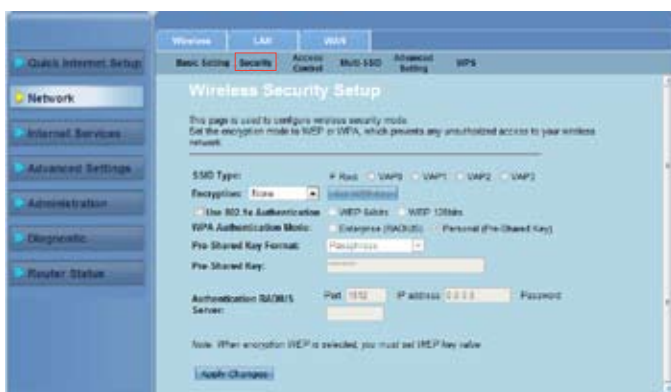 Wireless LAN WAN
Basic Setting Security Access Control Multi-SSID Advanced Setting WPS
Quick Internet Setup
Network
Internet Services
Advanced Settings
Administration
Diagnostic
Router Status
Wireless Security Setup
This page is used to configure wireless security mode.
Set the encryption mode to WEP or WPA, which prevents any unauthorized access to your wireless
network.
SSID Type: Root VAP0 VAP1 VAP2 VAP3
Encryption: None
Use 802.1x Authentication WEP 64bits WEP 128bits
WPA Authentication Mode: Enterprise (RADIUS) Personal (Pre-Shared Key)
Pre-Shared Key Format: Passphrase
Pre-Shared Key:
Authentication RADIUS Port 1812 IP address 0.0.0.0 Password
Server:
Note: When encryption WEP is selected, you must set WEP key value
Apply Changes